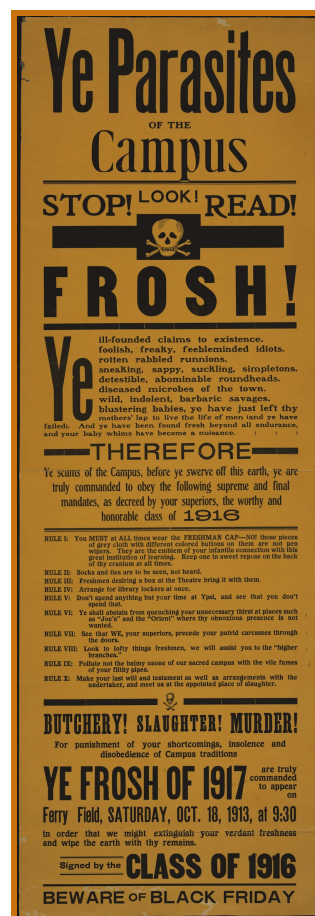 Ye Parasites
OF THE
Campus
STOP! LOOK! READ!
FROSH!
Ye ill-founded claims to existence.
foolish, freaky, feebleminded idiots.
rotten rabbled runnions.
sneaking, sappy, suckling, simpletons.
detestible, abominable roundheads.
diseased microbes of the town.
wild, indolent, barbaric savages.
blustering babies, ye have just left thy
mothers' lap to live the life of men (and ye have
failed). And ye have been found fresh beyond all endurance,
and your baby whims have become a nuisance. : : :
THEREFORE
Ye scums of the Campus, before ye swerve off this earth, ye are
truly commanded to obey the following supreme and final
mandates, as decreed by your superiors, the worthy and
honorable class of 1916
RULE I: You MUST at ALL times wear the FRESHMAN CAP---NO! those pieces
of grey cloth with different colored buttons on them are not pen
wipers. They are the emblem of your infantile connection with this
great institution of learning. Keep one in sweet repose on the back
of thy cranium at all times.
RULE II: Socks and ties are to be seen, not heard.
RULE III: Freshmen desiring a box at the Theatre bring it with them.
RULE IV: Arrange for library lockers at once.
RULE V: Don't spend anything but your time at Ypsi, and see that you don't
spend that.
RULE VI: Ye shall abstain from quenching your unnecessary thirst at places such
as "Joe's" and the "Orient" where thy obnoxious presence is not
wanted.
RULE VII: See that WE, your superiors, precede your putrid carcasses through
the doors.
RULE VIII: Look to lofty things freshmen, we will assist you to the "higher
branches."
RULE IX: Pollute not the balmy ozone of our sacred campus with the vile fumes
of your filthy pipes.
RULE X: Make your last will and testament as well as arrangements with the
undertaker, and meet us at the appointed place of slaughter.
BUTCHERY! SLAUGHTER! MURDER!
For punishment of your shortcomings, insolence and
disobedience of Campus traditions
YE FROSH OF 1917 are truly
commanded
to appear
on
Ferry Field, SATURDAY, OCT. 18, 1913, at 9:30
in order that we might extinguish your verdant freshness
and wipe the earth with thy remains.
Signed by the CLASS OF 1916
BEWARE OF BLACK FRIDAY